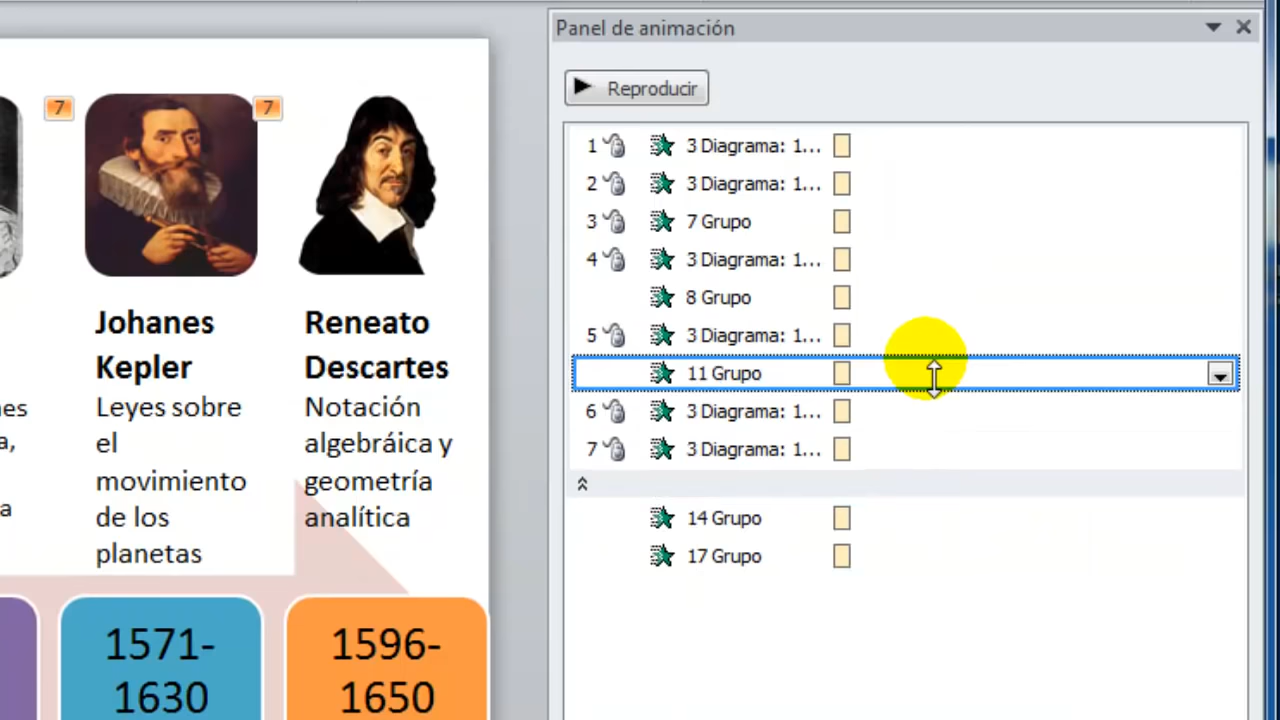 Panel de animación
Reproducir
1 3 Diagrama: 1...
2 3 Diagrama: 1...
3 7 Grupo
4 3 Diagrama: 1...
8 Grupo
5 3 Diagrama: 1...
11 Grupo
6 3 Diagrama: 1...
7 3 Diagrama: 1...
14 Grupo
17 Grupo
7
7
Johanes
Kepler
Leyes sobre
el
movimiento
de los
planetas
Reneato
Descartes
Notación
algebráica y
geometría
analítica
1571-
1630
1596-
1650